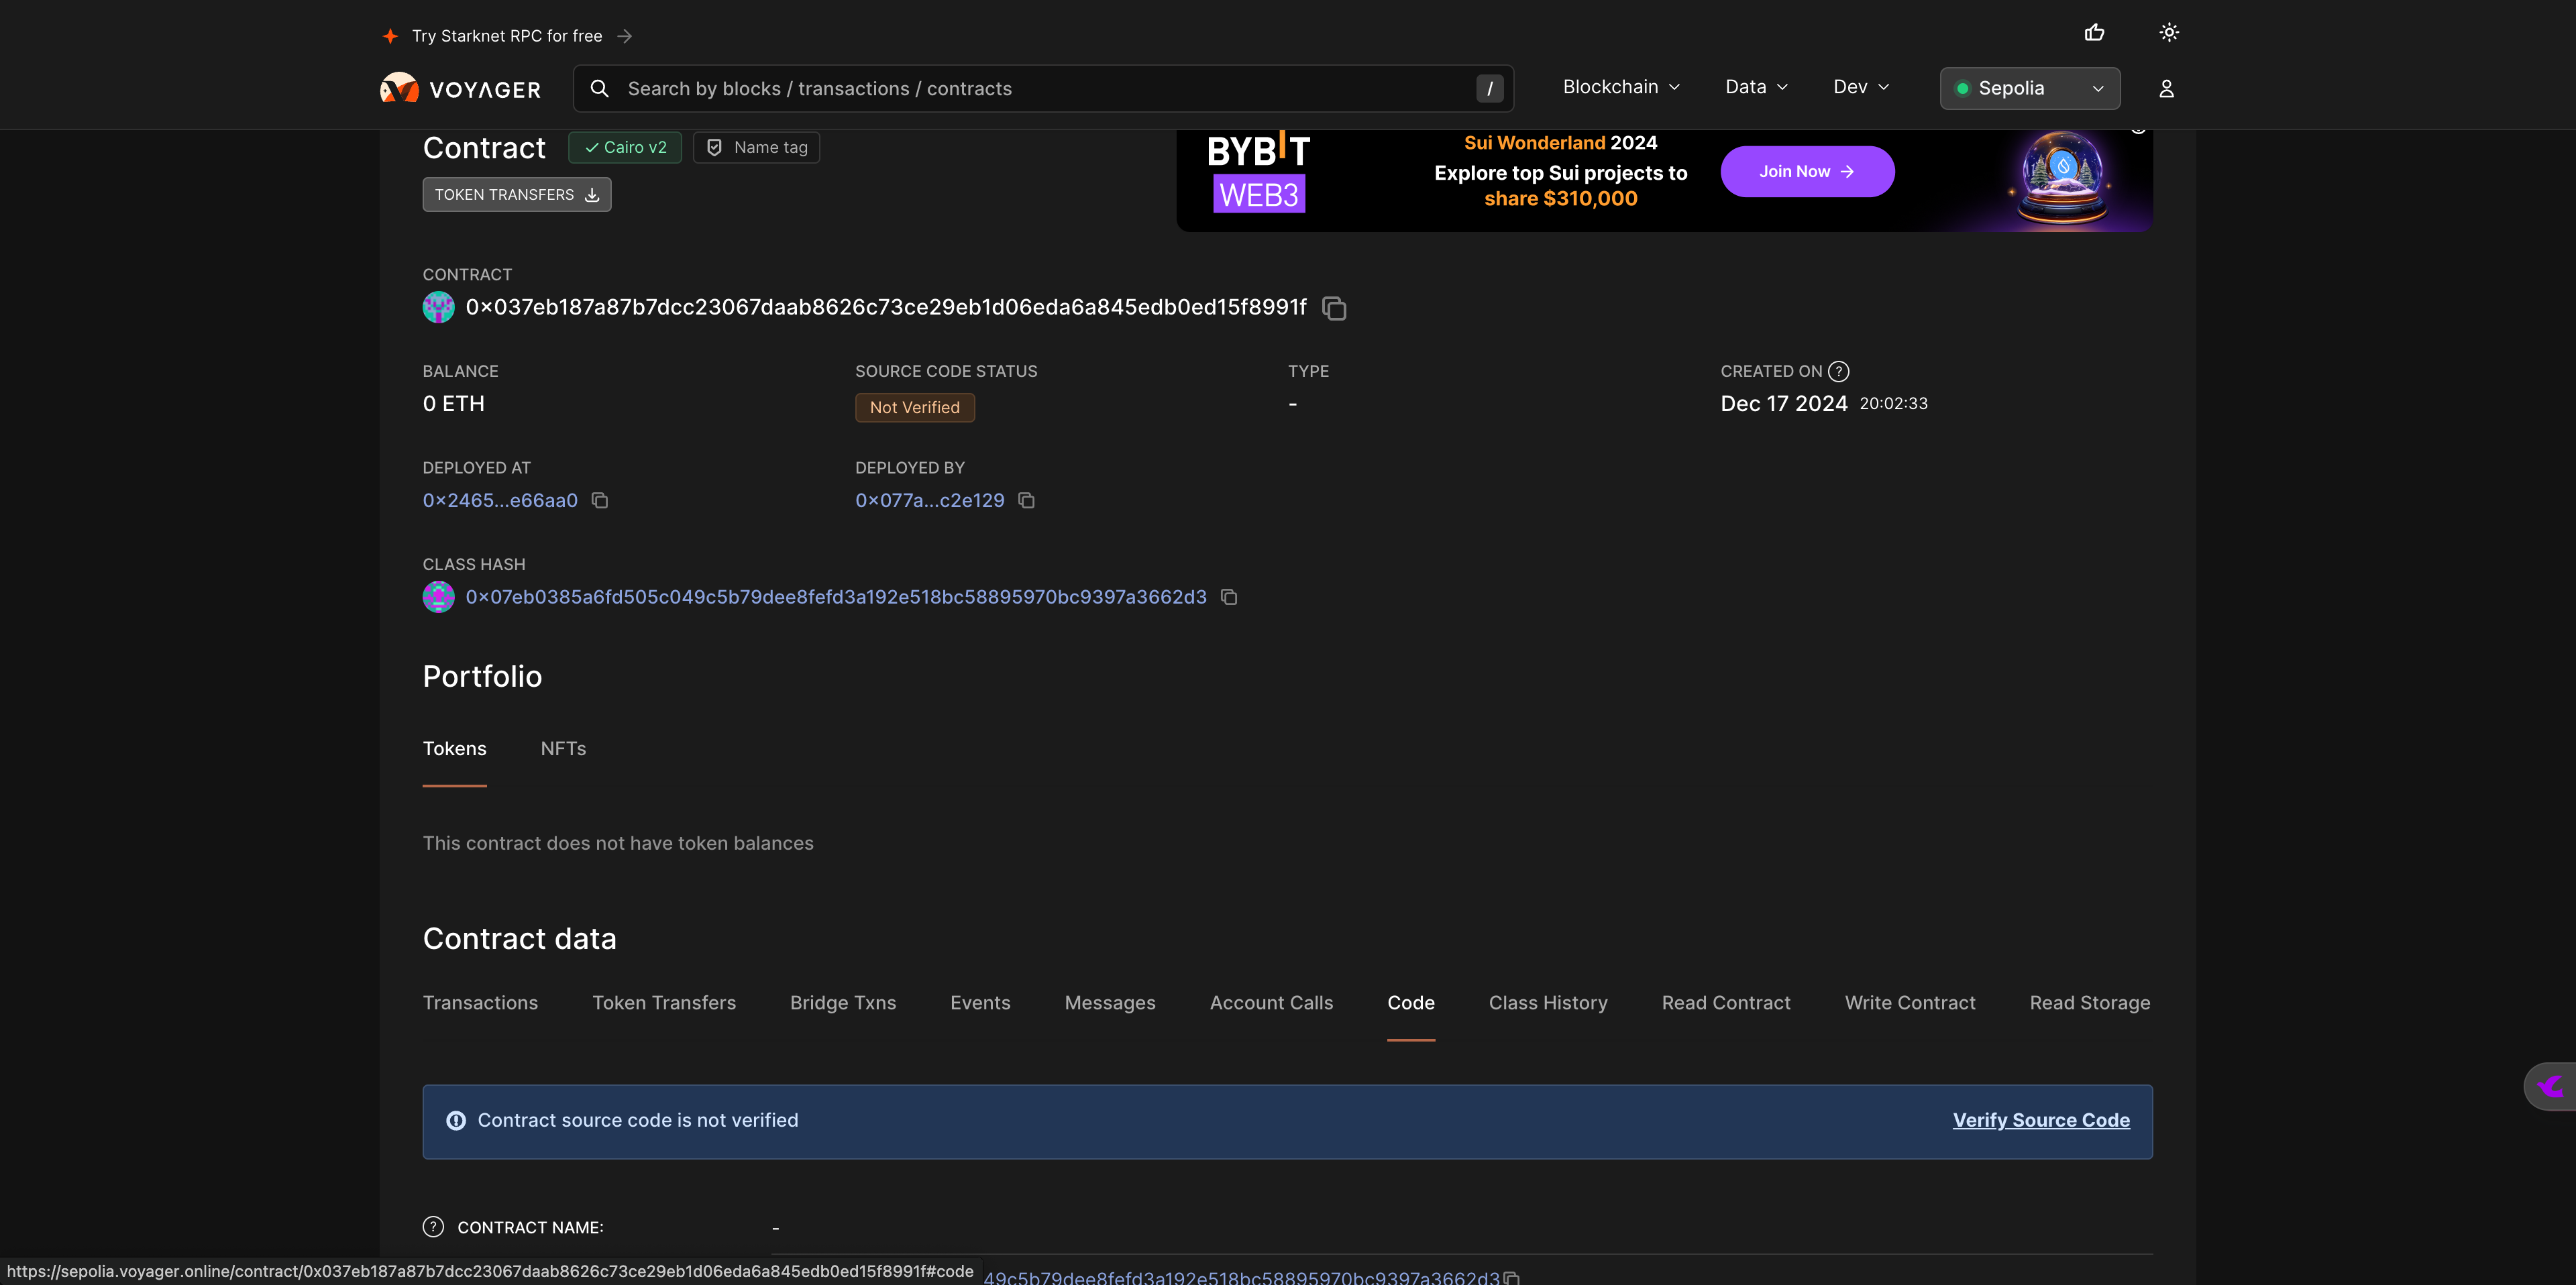 Try Starknet RPC for free
VOYAGER
Search by blocks / transactions / contracts
/
Blockchain
Data
Dev
Sepolia
Contract
Cairo v2
Name tag
TOKEN TRANSFERS
BYBIT
WEB3
Sui Wonderland 2024
Explore top Sui projects to
share $310,000
Join Now
CONTRACT
0x037eb187a87b7dcc23067daab8626c73ce29eb1d06eda6a845edb0ed15f8991f
BALANCE
SOURCE CODE STATUS
TYPE
CREATED ON
?
0 ETH
Not Verified
-
Dec 17 2024 20:02:33
DEPLOYED AT
DEPLOYED BY
0x2465...e66aa0
0x077a...c2e129
CLASS HASH
0x07eb0385a6fd505c049c5b79dee8fefd3a192e518bc58895970bc9397a3662d3
Portfolio
Tokens
NFTs
This contract does not have token balances
Contract data
Transactions
Token Transfers
Bridge Txns
Events
Messages
Account Calls
Code
Class History
Read Contract
Write Contract
Read Storage
Contract source code is not verified
Verify Source Code
?
CONTRACT NAME:
-
https://sepolia.voyager.online/contract/0x037eb187a87b7dcc23067daab8626c73ce29eb1d06eda6a845edb0ed15f8991f#code
49c5b79dee8fefd3a192e518bc58895970bc9397a3662d3